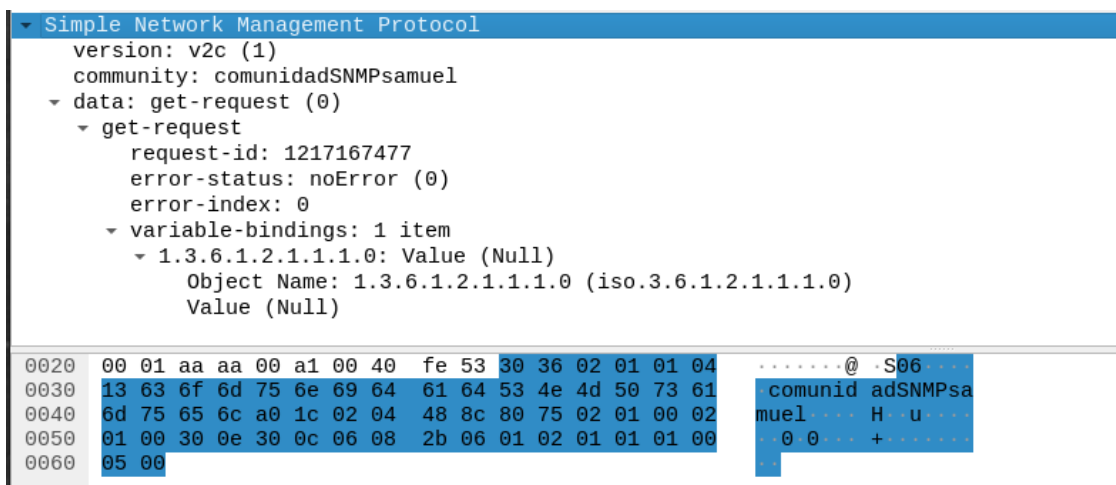 Simple Network Management Protocol
version: v2c (1)
community: comunidadSNMPsamuel
data: get-request (0)
get-request
request-id: 1217167477
error-status: noError (0)
error-index: 0
variable-bindings: 1 item
1.3.6.1.2.1.1.1.0: Value (Null)
Object Name: 1.3.6.1.2.1.1.1.0 (iso.3.6.1.2.1.1.1.0)
Value (Null)
0020 00 01 aa aa 00 a1 00 40 fe 53 30 36 02 01 01 04 ·······@ ·S06····
0030 13 63 6f 6d 75 6e 69 64 61 64 53 4e 4d 50 73 61 ·comunid adSNMPsa
0040 6d 75 65 6c a0 1c 02 04 48 8c 80 75 02 01 00 02 muel···· H··u····
0050 01 00 30 0e 30 0c 06 08 2b 06 01 02 01 01 01 00 ··0·0··· +·······
0060 05 00 ··